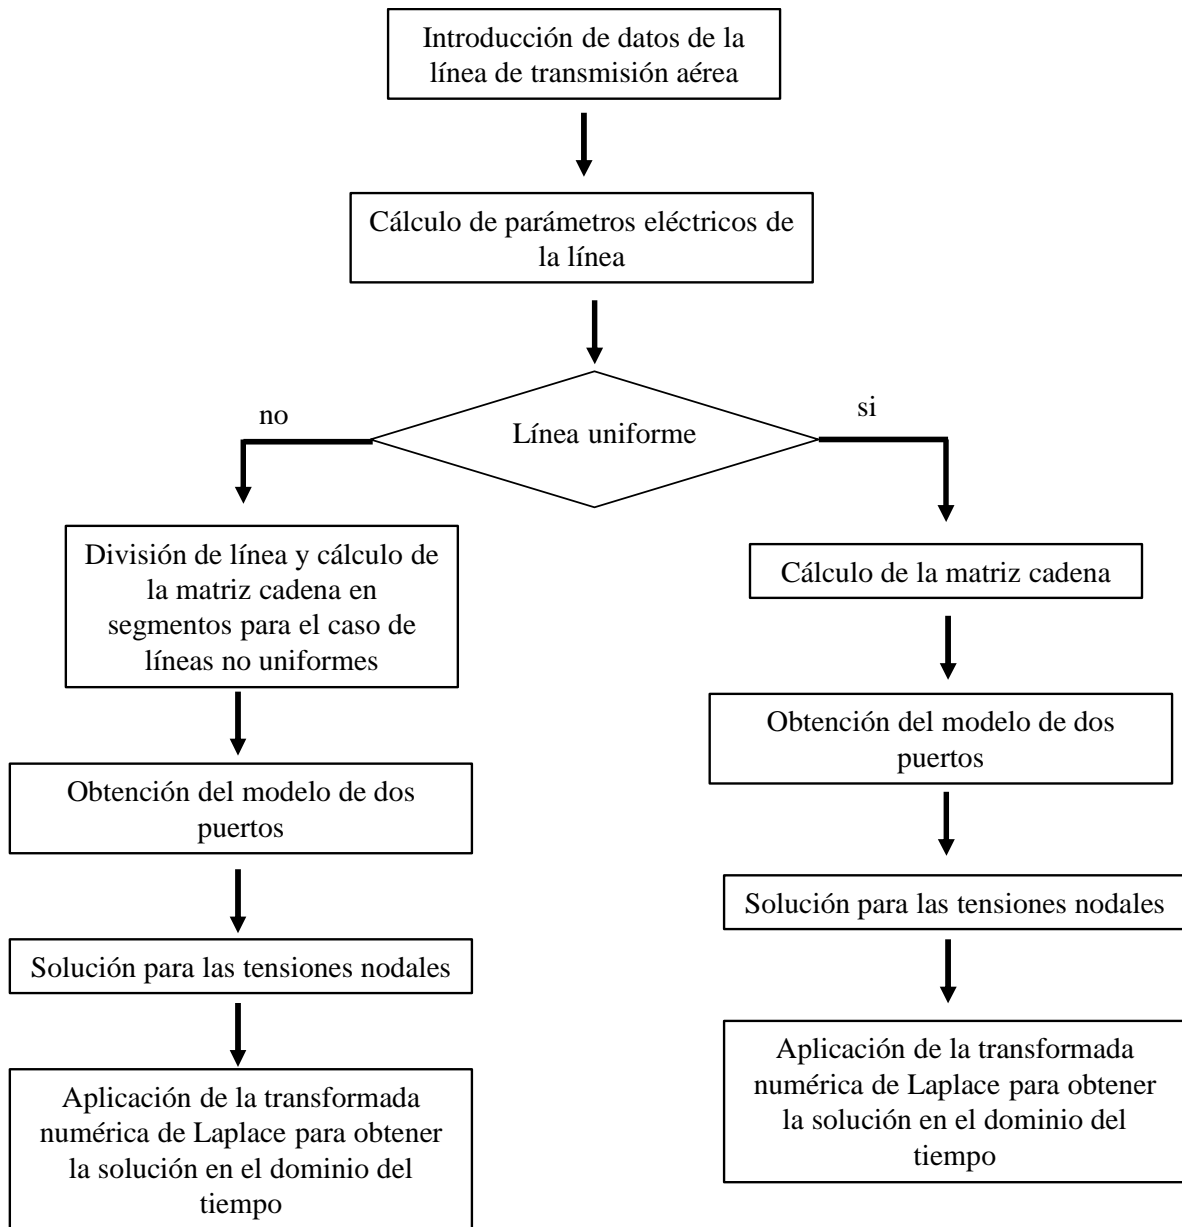 Introducción de datos de la
línea de transmisión aérea
Cálculo de parámetros eléctricos de
la línea
Línea uniforme
no
si
División de línea y cálculo de
la matriz cadena en
segmentos para el caso de
líneas no uniformes
Obtención del modelo de dos
puertos
Solución para las tensiones nodales
Aplicación de la transformada
numérica de Laplace para obtener
la solución en el dominio del
tiempo
Cálculo de la matriz cadena
Obtención del modelo de dos
puertos
Solución para las tensiones nodales
Aplicación de la transformada
numérica de Laplace para obtener
la solución en el dominio del
tiempo